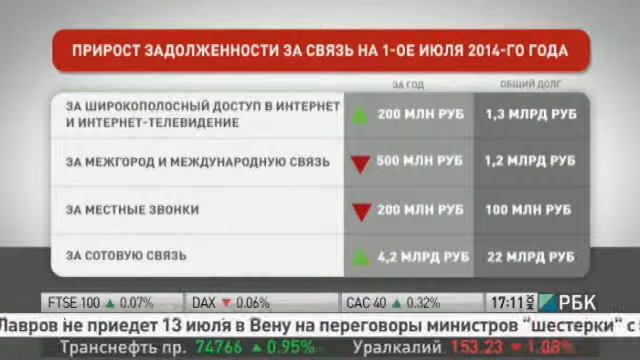 ПРИРОСТ ЗАДОЛЖЕННОСТИ ЗА СВЯЗЬ НА 1-ОЕ ИЮЛЯ 2014-ГО ГОДА
ЗА ГОД ОБЩИЙ ДОЛГ
ЗА ШИРОКОПОЛОСНЫЙ ДОСТУП В ИНТЕРНЕТ
И ИНТЕРНЕТ-ТЕЛЕВИДЕНИЕ
200 МЛН РУБ 1,3 МЛРД РУБ
ЗА МЕЖГОРОД И МЕЖДУНАРОДНУЮ СВЯЗЬ 500 МЛН РУБ 1,2 МЛРД РУБ
ЗА МЕСТНЫЕ ЗВОНКИ 200 МЛН РУБ 100 МЛН РУБ
ЗА СОТОВУЮ СВЯЗЬ 4,2 МЛРД РУБ 22 МЛРД РУБ
FTSE 100 ▲ 0.07% DAX ▼ 0.06% CAC 40 ▲ 0.32% 17:11 МСК РБК
Лавров не приедет 13 июля в Вену на переговоры министров "шестерки" с
Транснефть пр. 74766 ▲ 0.95% Уралкалий 153.23 ▼ 1.03%